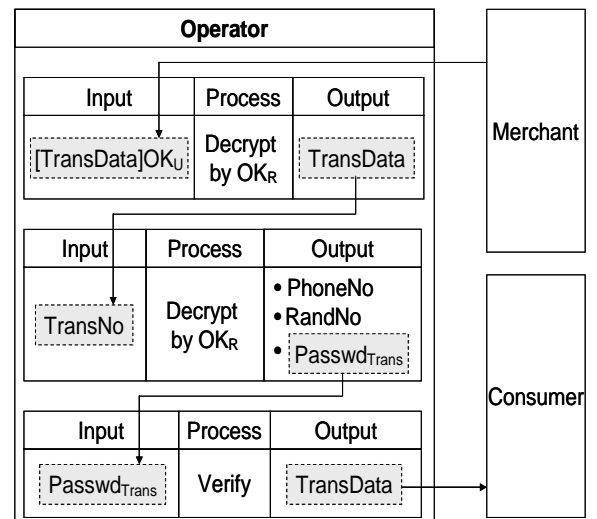 Operator
Merchant
Input Process Output
[TransData]OKU
Decrypt
by OKR
TransData
Input Process Output
TransNo
Decrypt
by OKR
• PhoneNo
• RandNo
• PasswdTrans
Consumer
Input Process Output
PasswdTrans
Verify
TransData